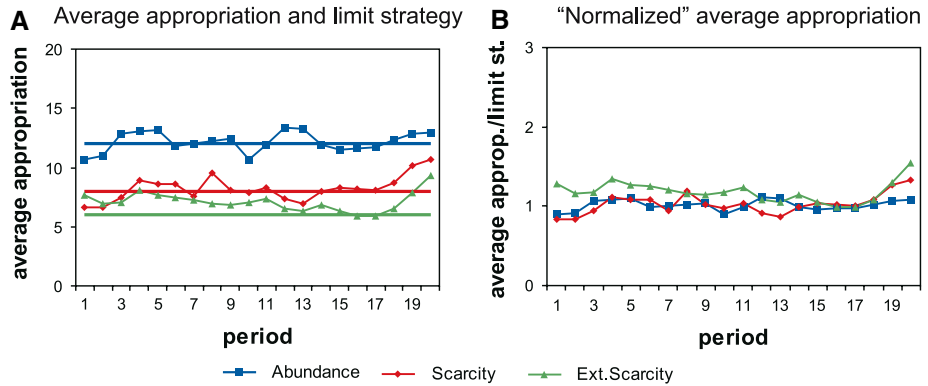 A Average appropriation and limit strategy
average appropriation
20
15
10
5
0
1 3 5 7 9 11 13 15 17 19
period
B “Normalized” average appropriation
average approp./limit st.
3
2
1
0
1 3 5 7 9 11 13 15 17 19
period
Abundance Scarcity Ext.Scarcity